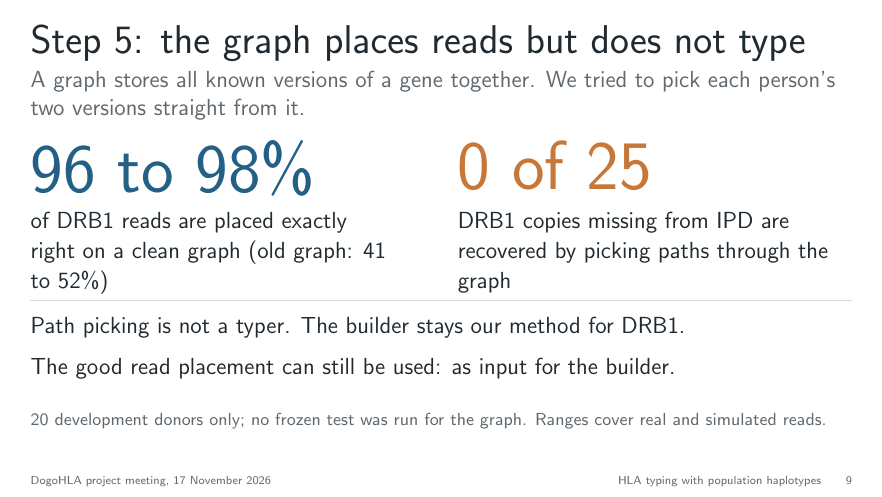 Step 5: the graph places reads but does not type
A graph stores all known versions of a gene together. We tried to pick each person's
two versions straight from it.
96 to 98%
of DRB1 reads are placed exactly
right on a clean graph (old graph: 41
to 52%)
0 of 25
DRB1 copies missing from IPD are
recovered by picking paths through the
graph
Path picking is not a typer. The builder stays our method for DRB1.
The good read placement can still be used: as input for the builder.
20 development donors only; no frozen test was run for the graph. Ranges cover real and simulated reads.
DogoHLA project meeting, 17 November 2026
HLA typing with population haplotypes 9